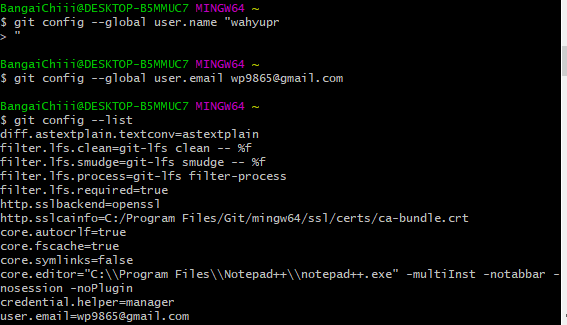 BangaiChiii@DESKTOP-B5MMUC7 MINGW64 ~
$ git config --global user.name "wahyupr
> "
BangaiChiii@DESKTOP-B5MMUC7 MINGW64 ~
$ git config --global user.email wp9865@gmail.com
BangaiChiii@DESKTOP-B5MMUC7 MINGW64 ~
$ git config --list
diff.astextplain.textconv=astextplain
filter.lfs.clean=git-lfs clean -- %f
filter.lfs.smudge=git-lfs smudge -- %f
filter.lfs.process=git-lfs filter-process
filter.lfs.required=true
http.sslbackend=openssl
http.sslcainfo=C:/Program Files/Git/mingw64/ssl/certs/ca-bundle.crt
core.autocrlf=true
core.fscache=true
core.symlinks=false
core.editor="C:\\Program Files\\Notepad++\\notepad++.exe" -multiInst -notabbar -
nosession -noPlugin
credential.helper=manager
user.email=wp9865@gmail.com